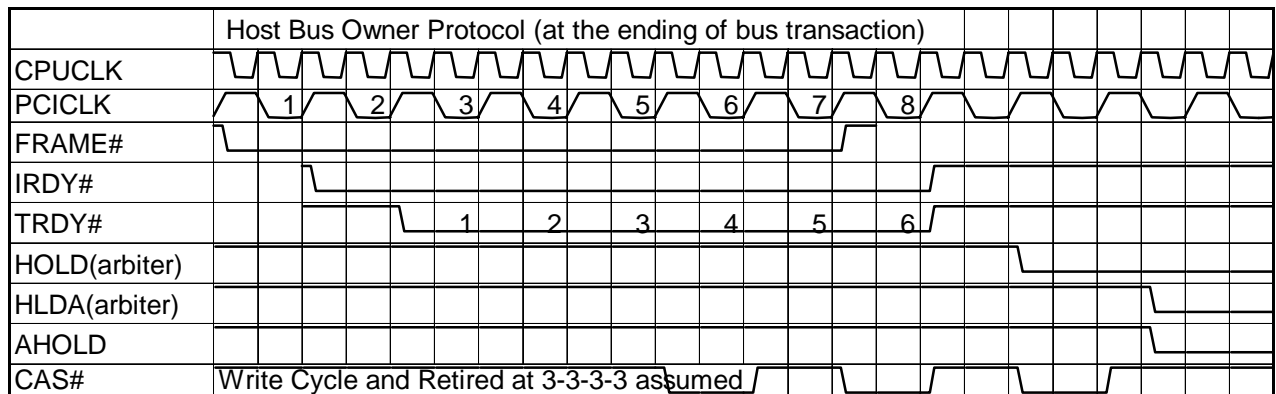 Host Bus Owner Protocol (at the ending of bus transaction)
CPUCLK
PCICLK 1 2 3 4 5 6 7 8
FRAME#
IRDY#
TRDY# 1 2 3 4 5 6
HOLD(arbiter)
HLDA(arbiter)
AHOLD
CAS# Write Cycle and Retired at 3-3-3-3 assumed